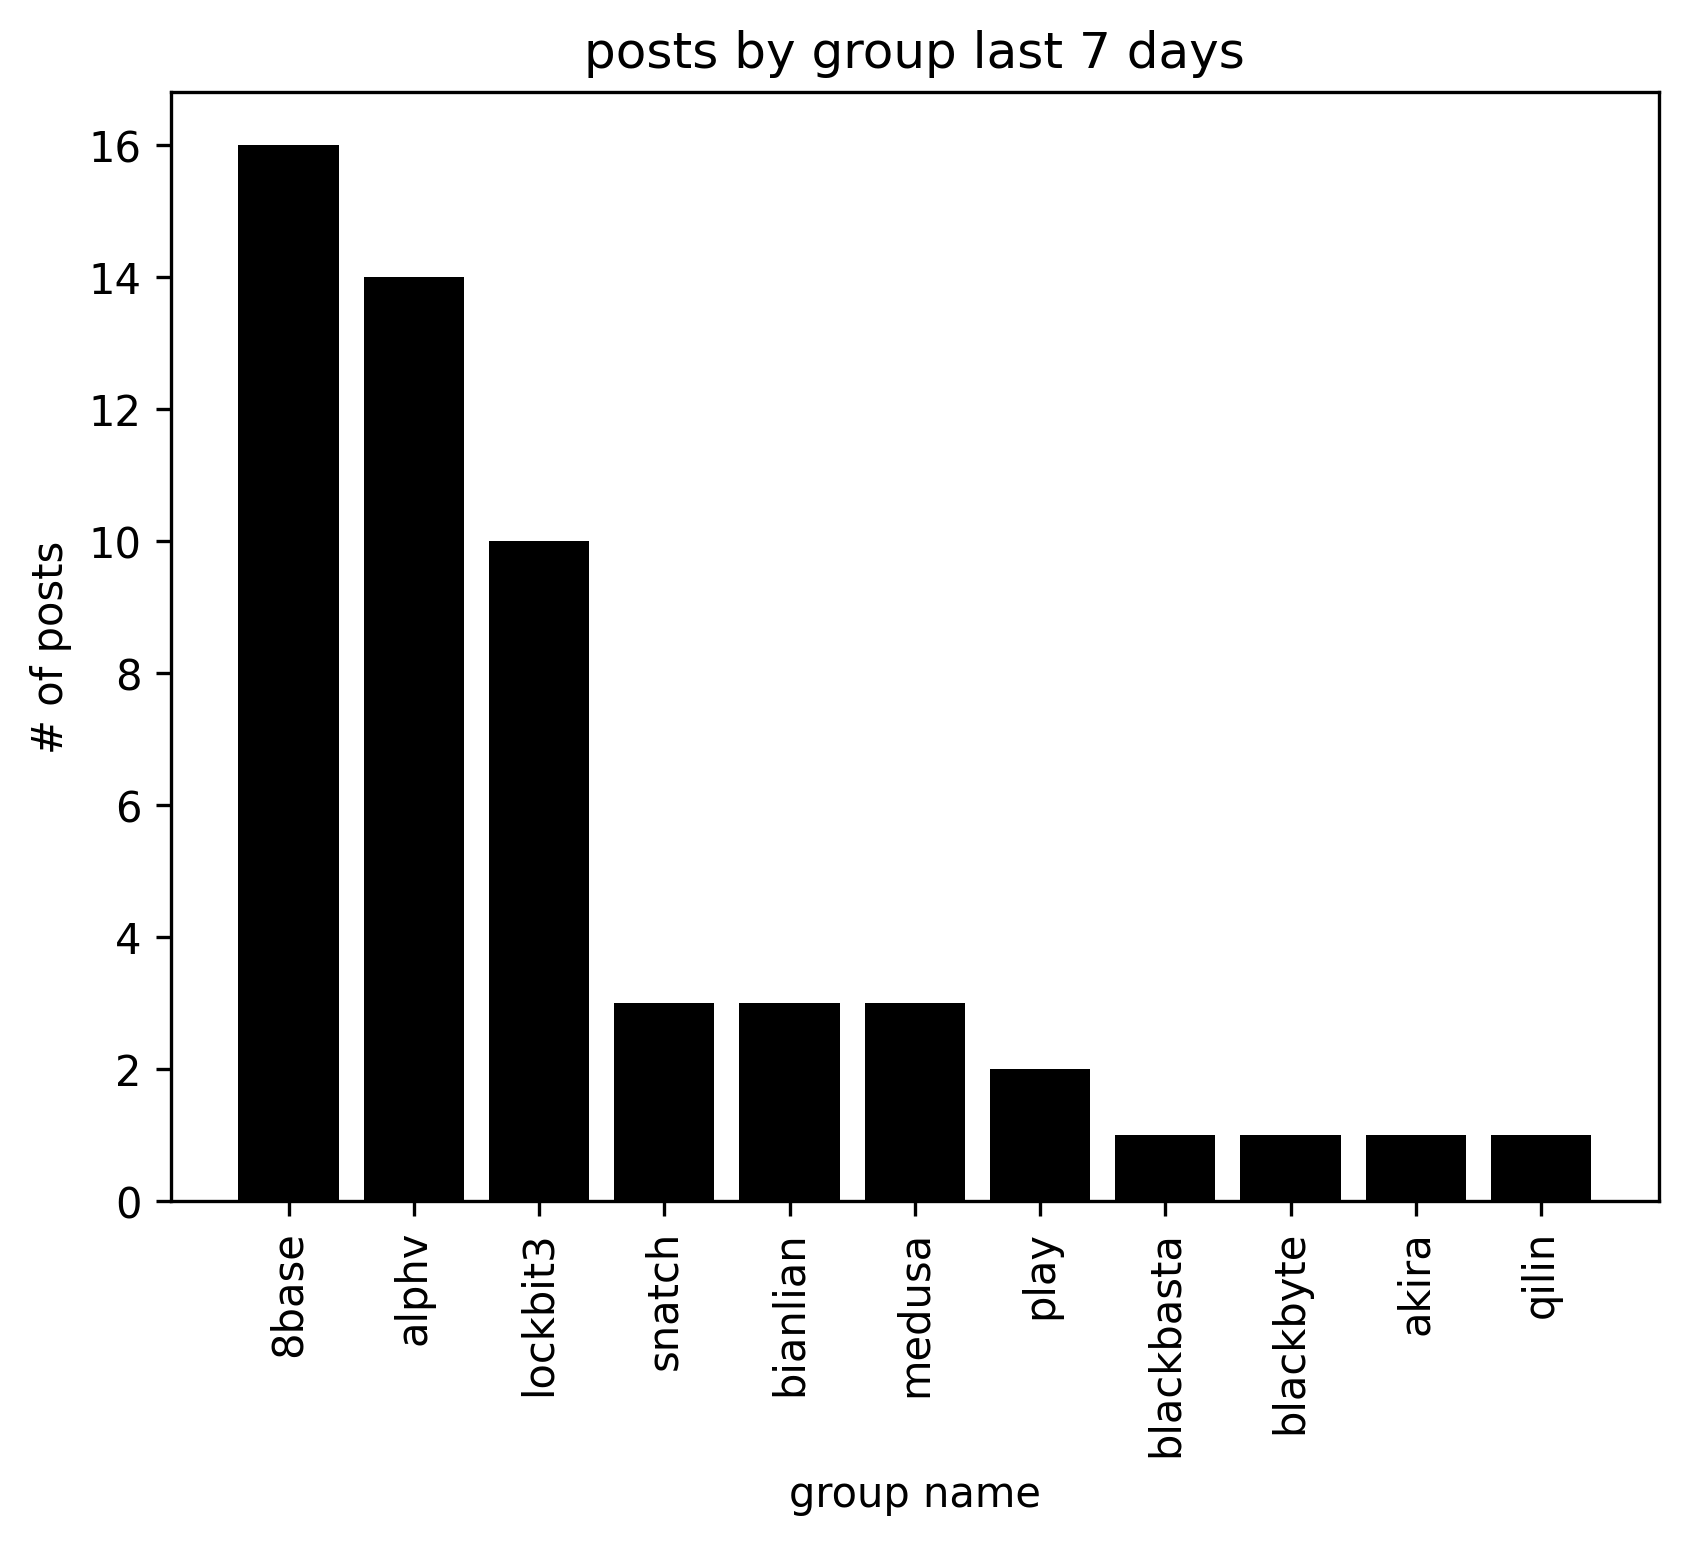 posts by group last 7 days
# of posts
16
14
12
10
8
6
4
2
0
8base
alphv
lockbit3
snatch
bianlian
medusa
play
blackbasta
blackbyte
akira
qilin
group name